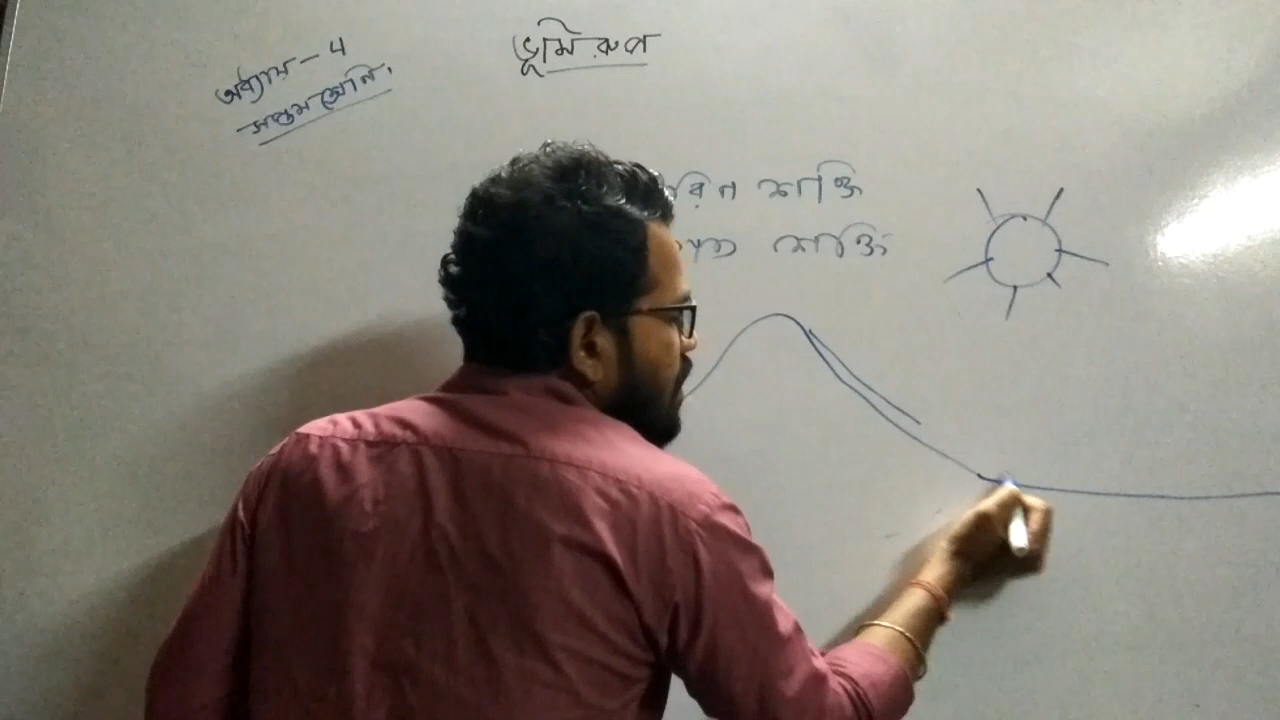 অধ্যায় - 4
সপ্তম শ্রেণি.
ভূমিরূপ
শক্তি
শক্তি